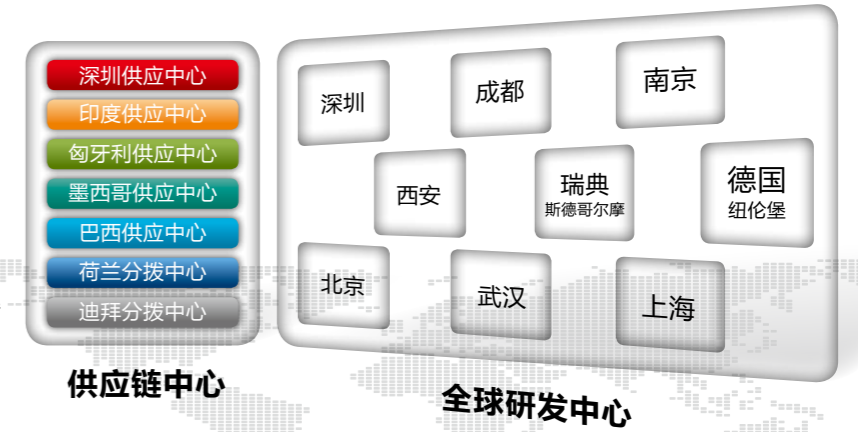 深圳供应中心
印度供应中心
匈牙利供应中心
墨西哥供应中心
巴西供应中心
荷兰分拨中心
迪拜分拨中心
供应链中心
深圳
成都
南京
西安
瑞典
斯德哥尔摩
德国
纽伦堡
北京
武汉
上海
全球研发中心